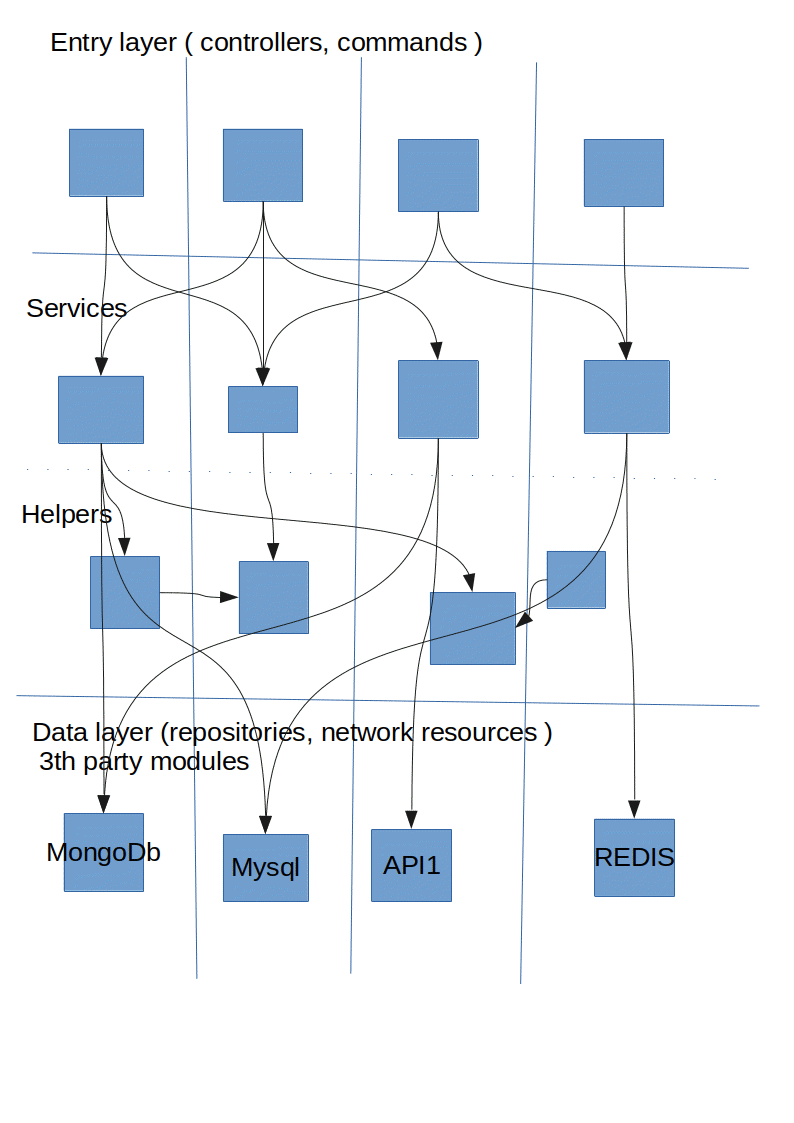 Entry layer ( controllers, commands )
Services
Helpers
Data layer (repositories, network resources )
3th party modules
MongoDb
Mysql
API1
REDIS